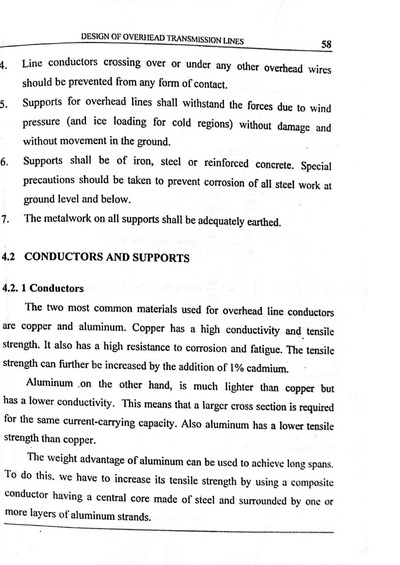 DESIGN OF OVERHEAD TRANSMISSION LINES 58
4. Line conductors crossing over or under any other overhead wires
should be prevented from any form of contact.
5. Supports for overhead lines shall withstand the forces due to wind
pressure (and ice loading for cold regions) without damage and
without movement in the ground.
6. Supports shall be of iron, steel or reinforced concrete. Special
precautions should be taken to prevent corrosion of all steel work at
ground level and below.
7. The metalwork on all supports shall be adequately earthed.
4.2 CONDUCTORS AND SUPPORTS
4.2. 1 Conductors
The two most common materials used for overhead line conductors
are copper and aluminum. Copper has a high conductivity and tensile
strength. It also has a high resistance to corrosion and fatigue. The tensile
strength can further be increased by the addition of 1% cadmium.
Aluminum on the other hand, is much lighter than copper but
has a lower conductivity. This means that a larger cross section is required
for the same current-carrying capacity. Also aluminum has a lower tensile
strength than copper.
The weight advantage of aluminum can be used to achieve long spans.
To do this. we have to increase its tensile strength by using a composite
conductor having a central core made of steel and surrounded by one or
more layers of aluminum strands.